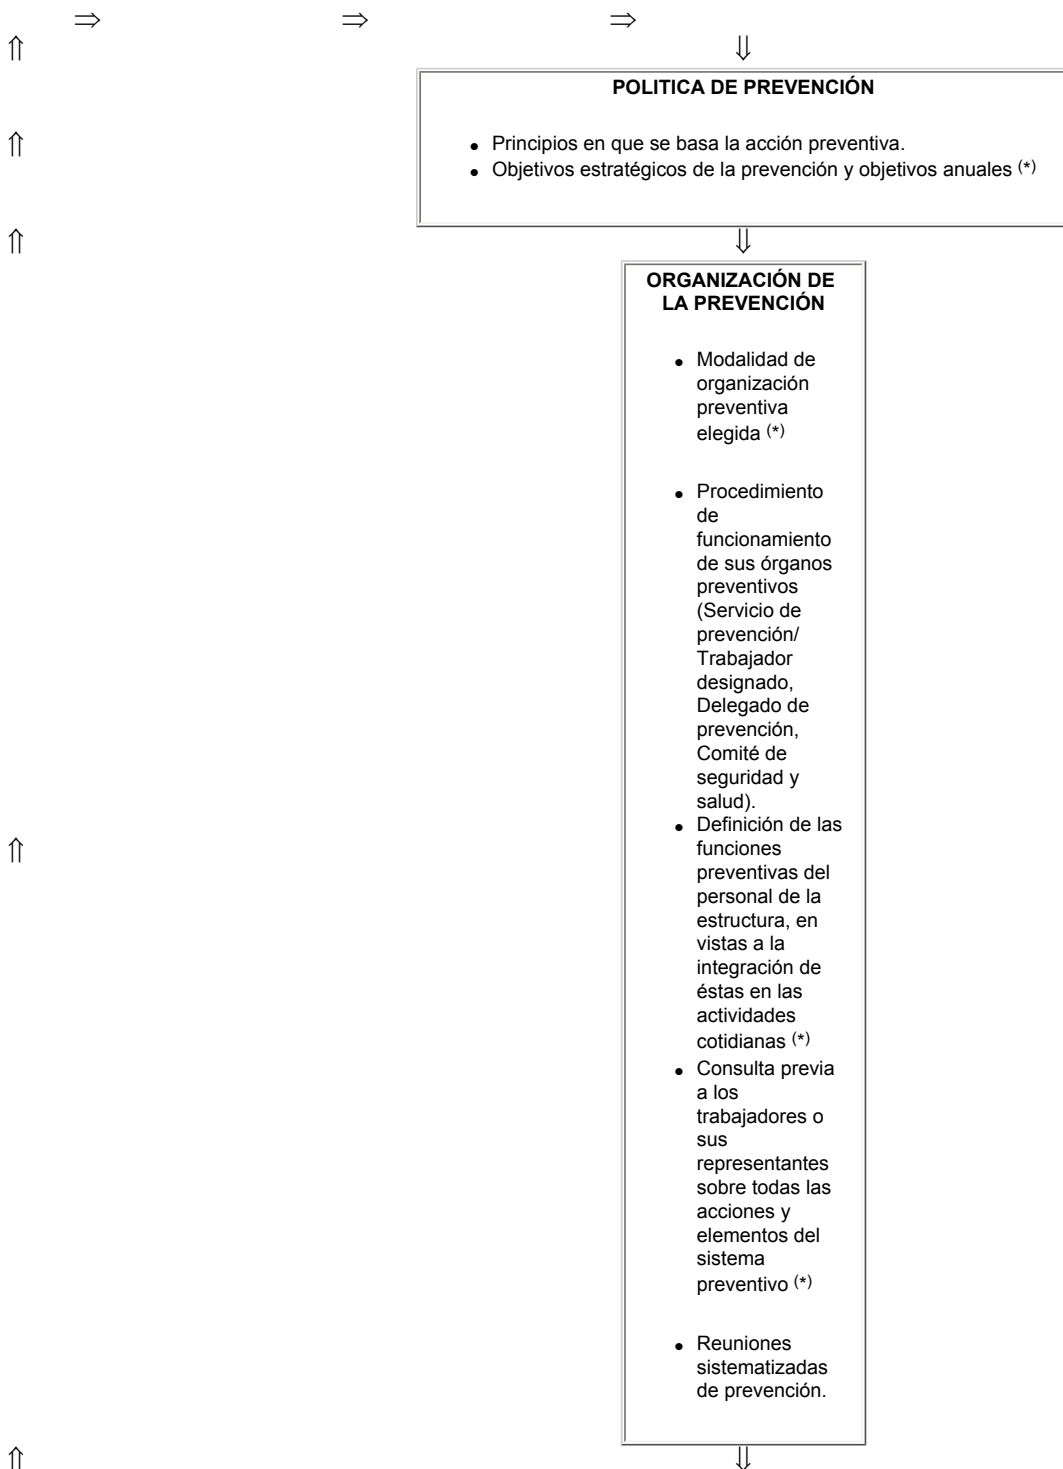 ⇒ ⇒ ⇒
⇑ ⇓
POLITICA DE PREVENCIÓN
⇑
• Principios en que se basa la acción preventiva.
• Objetivos estratégicos de la prevención y objetivos anuales (*)
⇑ ⇓
ORGANIZACIÓN DE
LA PREVENCIÓN
• Modalidad de
organización
preventiva
elegida (*)
• Procedimiento
de
funcionamiento
de sus órganos
preventivos
(Servicio de
prevención/
Trabajador
designado,
Delegado de
prevención,
Comité de
seguridad y
salud).
⇑
• Definición de las
funciones
preventivas del
personal de la
estructura, en
vistas a la
integración de
éstas en las
actividades
cotidianas (*)
• Consulta previa
a los
trabajadores o
sus
representantes
sobre todas las
acciones y
elementos del
sistema
preventivo (*)
• Reuniones
sistematizadas
de prevención.
⇑ ⇓